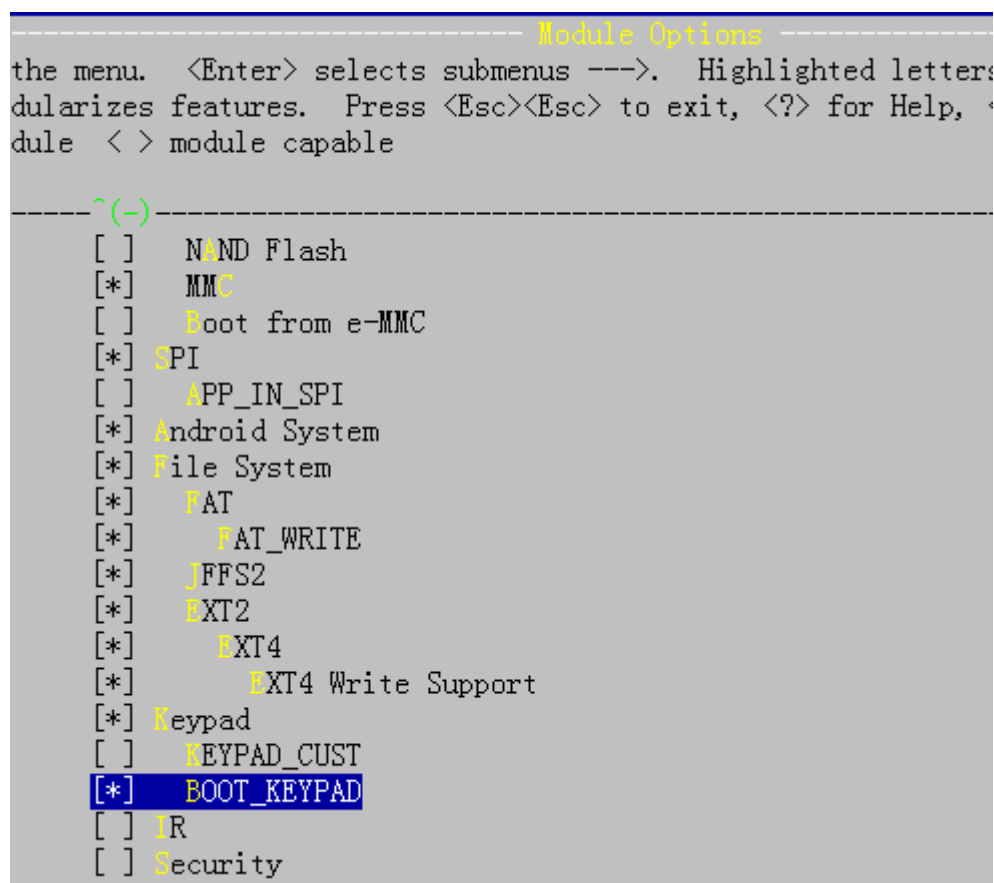 ------------------------------- Module Options -------------
the menu.  <Enter> selects submenus --->.  Highlighted letters
dularizes features.  Press <Esc><Esc> to exit, <?> for Help, <
dule  < > module capable
-----^(-)-----------------------------------------------------
[ ]   NAND Flash
[*]   MMC
[ ]   Boot from e-MMC
[*] SPI
[ ]   APP_IN_SPI
[*] Android System
[*] File System
[*]   FAT
[*]     FAT_WRITE
[*]   JFFS2
[*]   EXT2
[*]     EXT4
[*]       EXT4 Write Support
[*] Keypad
[ ]   KEYPAD_CUST
[*]   BOOT_KEYPAD
[ ] IR
[ ] Security